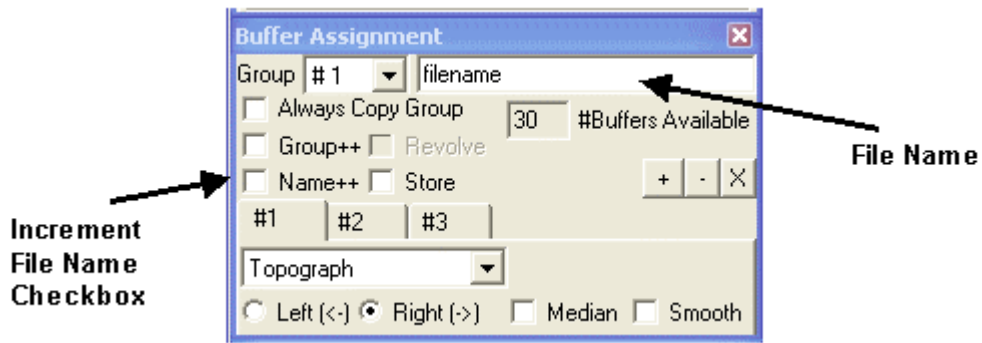 Buffer Assignment
Group # 1 filename
Always Copy Group 30 #Buffers Available
Group++ Revolve
File Name
Name++ Store + - X
Increment
File Name
Checkbox
#1 #2 #3
Topograph
Left (<-) Right (->) Median Smooth